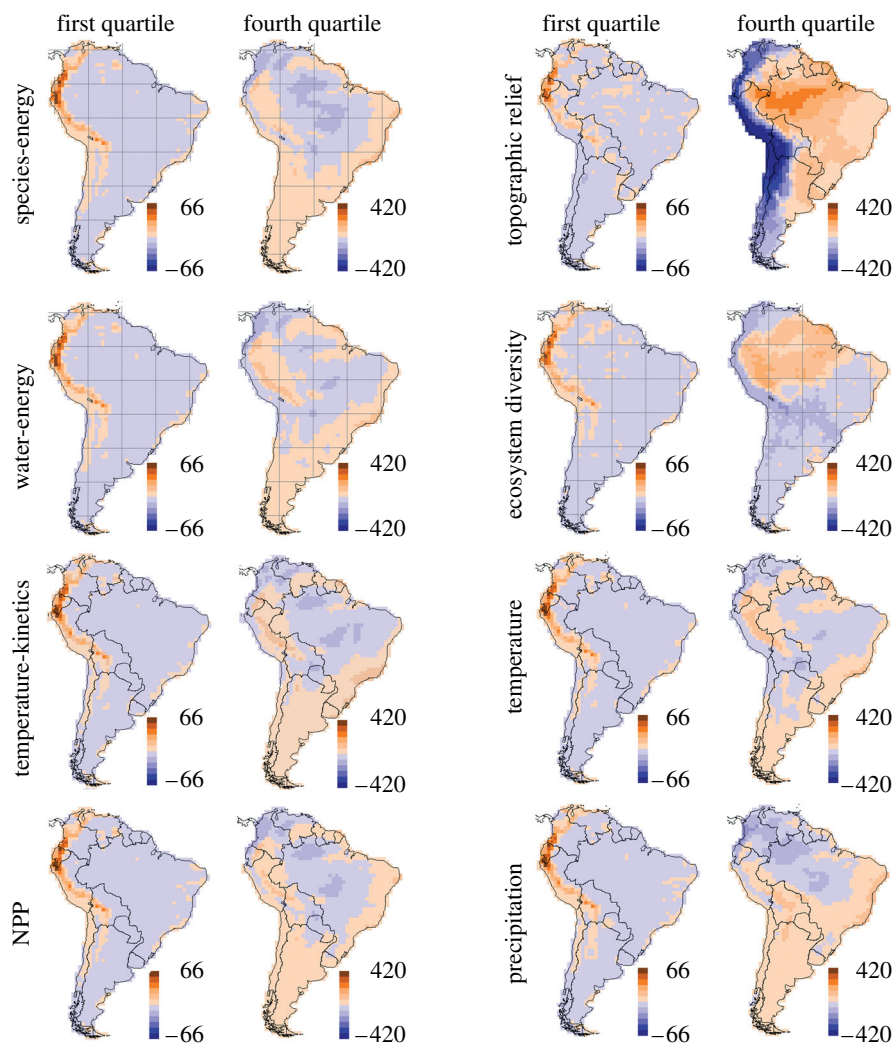 first quartile
fourth quartile
first quartile
fourth quartile
species-energy
66
−66
420
−420
topographic relief
66
−66
420
−420
water-energy
66
−66
420
−420
ecosystem diversity
66
−66
420
−420
temperature-kinetics
66
−66
420
−420
temperature
66
−66
420
−420
NPP
66
−66
420
−420
precipitation
66
−66
420
−420